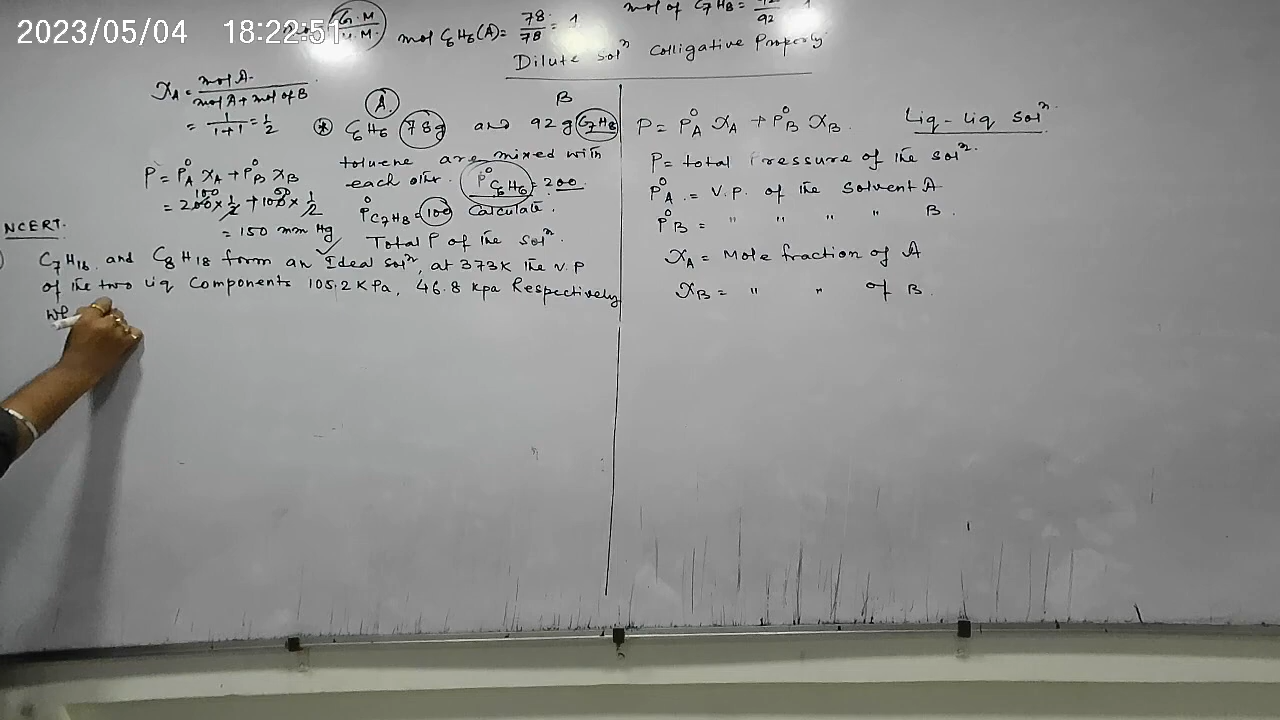 2023/05/04 18:22:51
G.M
mol C6H6(A) = 78/78 = 1
mol of C7H8 = 92/92 1
Dilute solⁿ Colligative Property
XA = mol A / mol A + mol of B
= 1/1+1 = 1/2
P = P°A XA + P°B XB
= 200 × 1/2 + 100 × 1/2
100 50
= 150 mm Hg
A B
* C6H6 78g and 92g C7H8
toluene are mixed with
each other. P°C6H6 = 200.
P°C7H8 = 100 Calculate.
Total P of the solⁿ.
NCERT.
C7H16 and C8H18 form an Ideal solⁿ, at 373K the V.P
of the two liq Components 105.2 KPa, 46.8 kpa Respectively
P = P°A XA + P°B XB. Liq - Liq solⁿ.
P = total Pressure of the solⁿ.
P°A = V.P. of the Solvent A
P°B = " " " " B.
XA = Mole fraction of A
XB = " " of B.